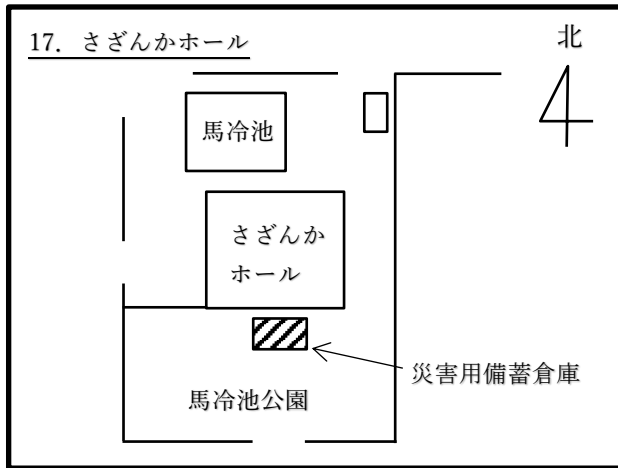 17. さざんかホール
北
馬冷池
さざんか
ホール
災害用備蓄倉庫
馬冷池公園